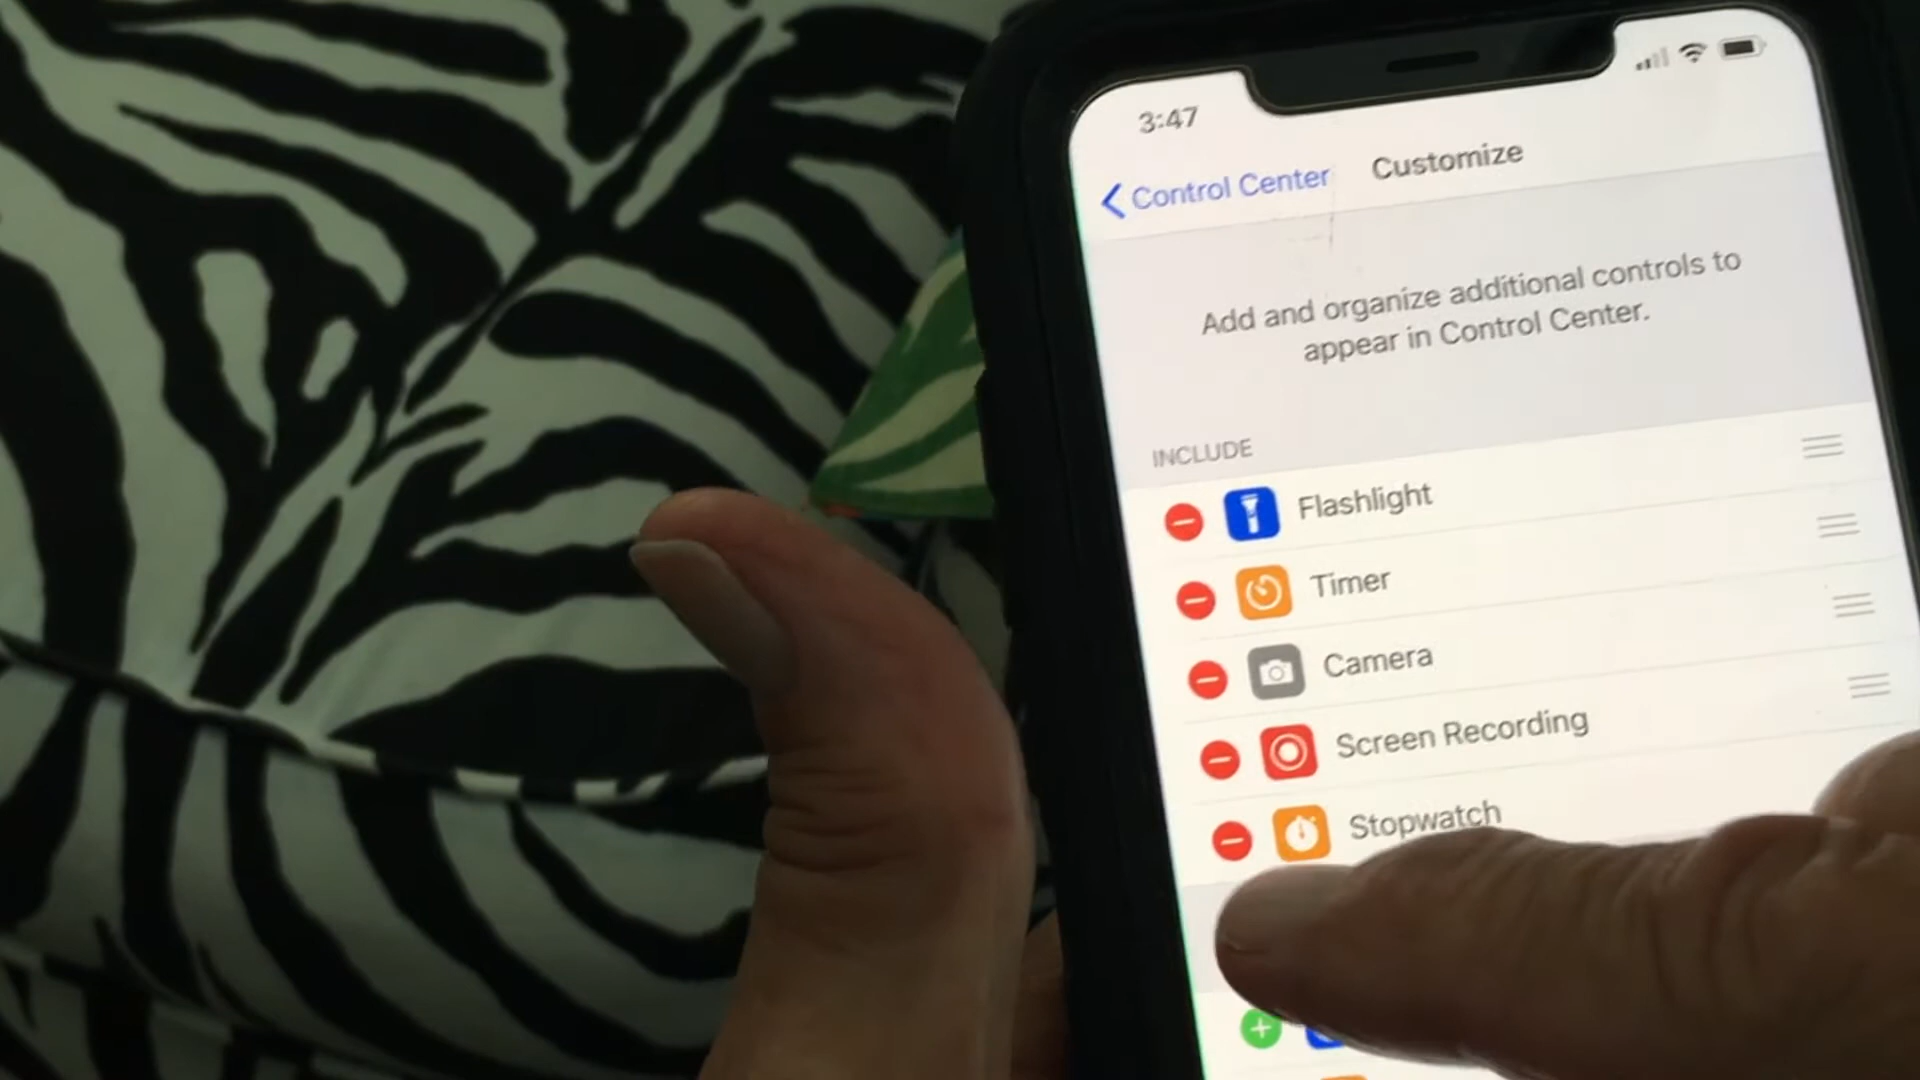 3:47
Control Center
Customize
Add and organize additional controls to
appear in Control Center.
INCLUDE
Flashlight
Timer
Camera
Screen Recording
Stopwatch